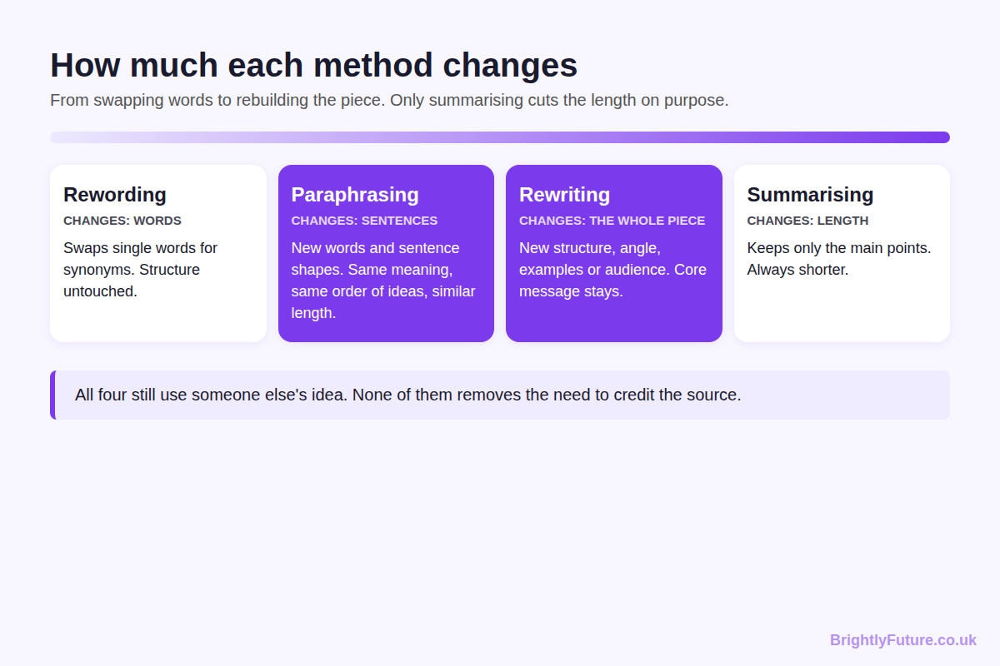 How much each method changes
From swapping words to rebuilding the piece. Only summarising cuts the length on purpose.
Rewording
CHANGES: WORDS
Swaps single words for
synonyms. Structure
untouched.
Paraphrasing
CHANGES: SENTENCES
New words and sentence
shapes. Same meaning,
same order of ideas, similar
length.
Rewriting
CHANGES: THE WHOLE PIECE
New structure, angle,
examples or audience. Core
message stays.
Summarising
CHANGES: LENGTH
Keeps only the main points.
Always shorter.
All four still use someone else's idea. None of them removes the need to credit the source.
BrightlyFuture.co.uk